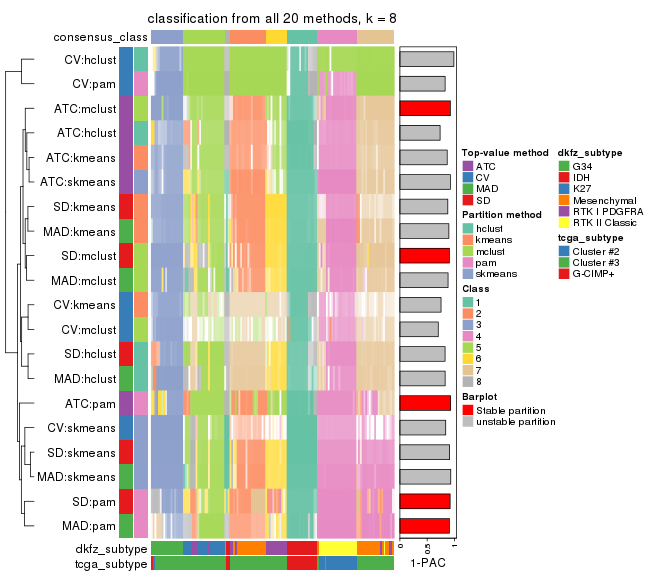 classification from all 20 methods, k = 8
consensus_class
CV:hclust
CV:pam
ATC:mclust
ATC:hclust
ATC:kmeans
ATC:skmeans
SD:kmeans
MAD:kmeans
SD:mclust
MAD:mclust
CV:kmeans
CV:mclust
SD:hclust
MAD:hclust
ATC:pam
CV:skmeans
SD:skmeans
MAD:skmeans
SD:pam
MAD:pam
dkfz_subtype
tcga_subtype
0
0.5
1
1-PAC
Top-value method
ATC
CV
MAD
SD
Partition method
hclust
kmeans
mclust
pam
skmeans
Class
1
2
3
4
5
6
7
8
Barplot
Stable partition
unstable partition
dkfz_subtype
G34
IDH
K27
Mesenchymal
RTK I PDGFRA
RTK II Classic
tcga_subtype
Cluster #2
Cluster #3
G-CIMP+